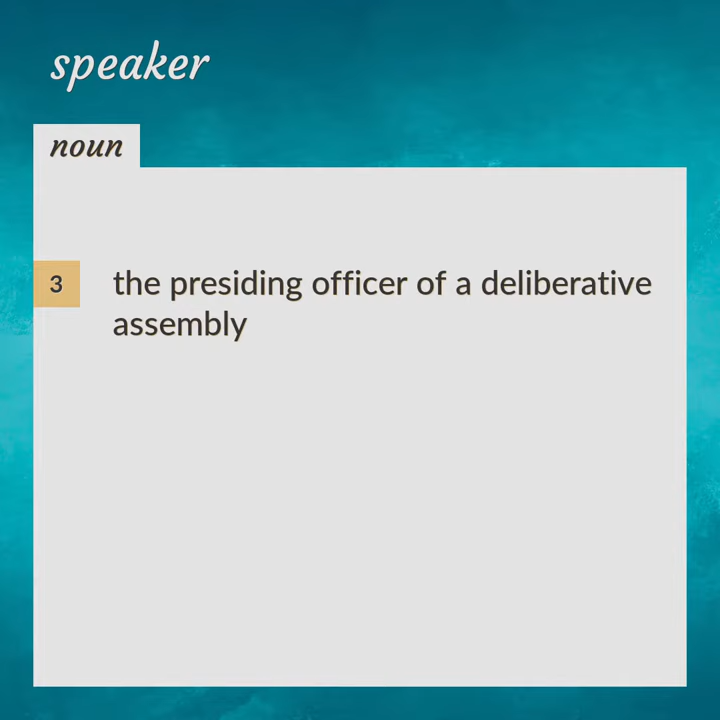 speaker
noun
3
the presiding officer of a deliberative
assembly